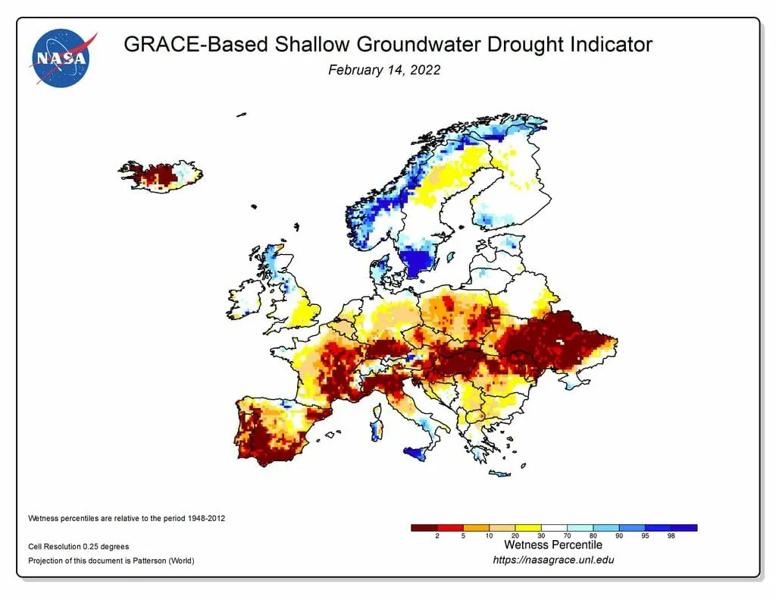 NASA
GRACE-Based Shallow Groundwater Drought Indicator
February 14, 2022
Wetness percentiles are relative to the period 1948-2012
Cell Resolution 0.25 degrees
Projection of this document is Patterson (World)
2 5 10 20 30 70 80 90 95 98
Wetness Percentile
https://nasagrace.unl.edu